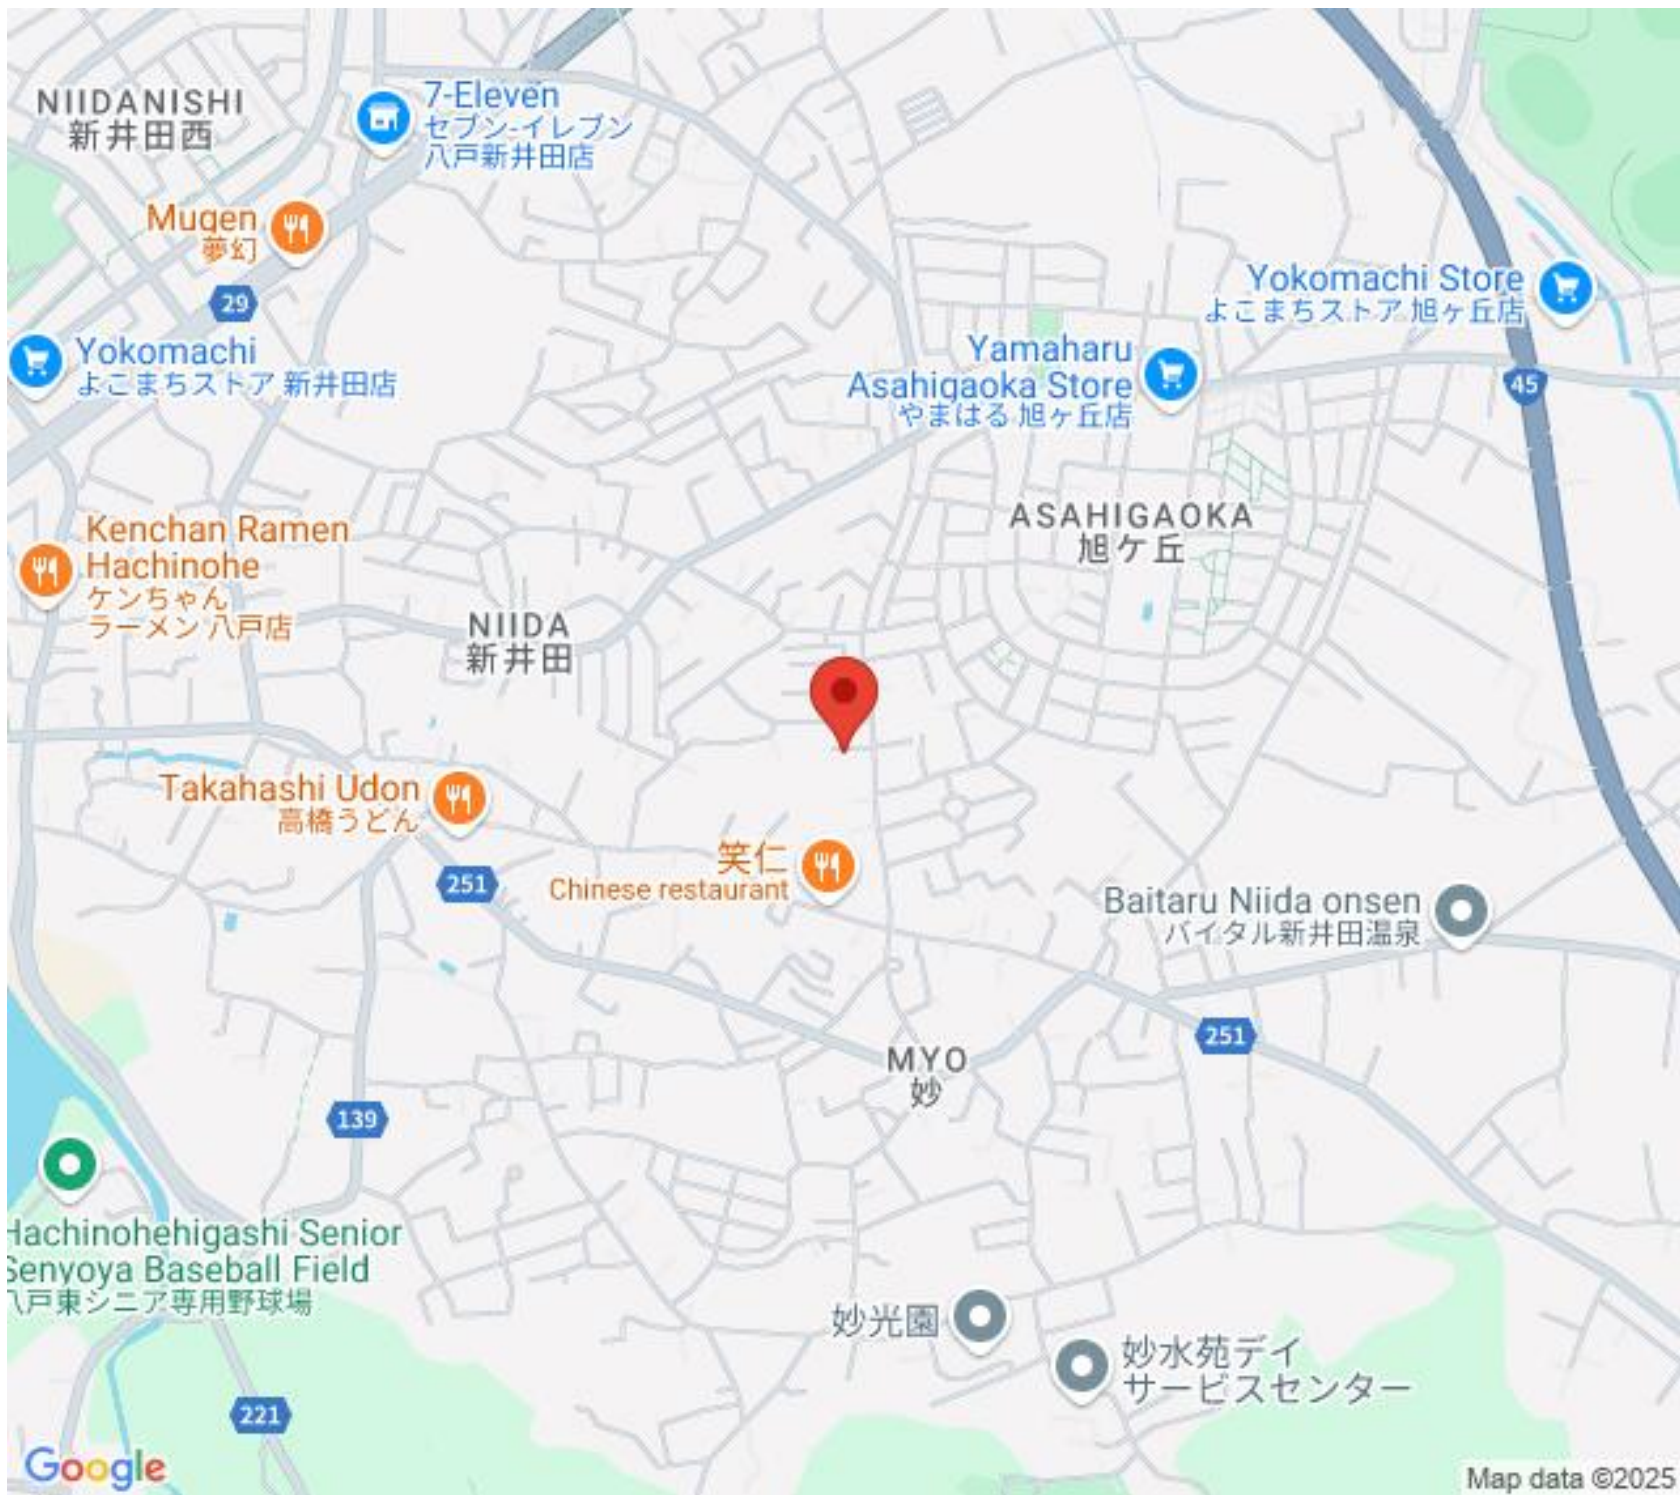 NIIDANISHI
新井田西
7-Eleven
セブン-イレブン
八戸新井田店
Mugen
夢幻
29
Yokomachi Store
よこまちストア 旭ヶ丘店
Yokomachi
よこまちストア 新井田店
Yamaharu
Asahigaoka Store
やまはる 旭ヶ丘店
45
Kenchan Ramen
Hachinohe
ケンちゃん
ラーメン 八戸店
ASAHIGAOKA
旭ケ丘
NIIDA
新井田
Takahashi Udon
高橋うどん
251
笑仁
Chinese restaurant
Baitaru Niida onsen
バイタル新井田温泉
251
MYO
妙
139
Hachinohehigashi Senior
Senyoya Baseball Field
八戸東シニア専用野球場
妙光園
妙水苑デイ
サービスセンター
221
Google
Map data ©2025